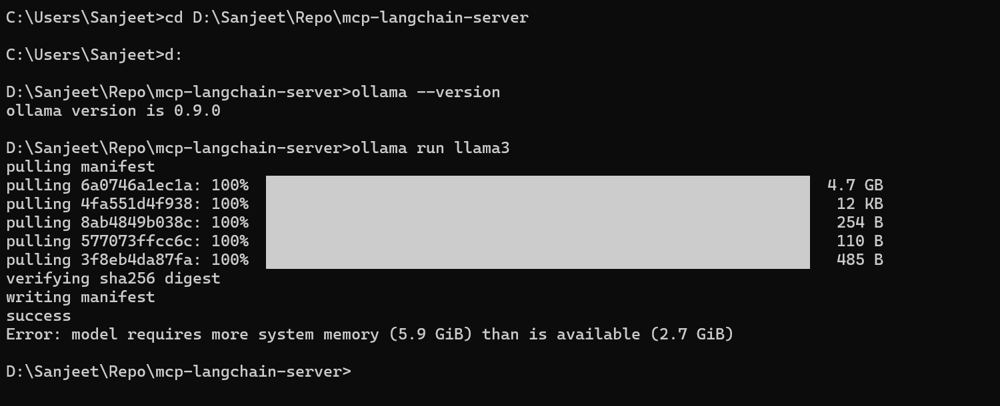 C:\Users\Sanjeet>cd D:\Sanjeet\Repo\mcp-langchain-server
C:\Users\Sanjeet>d:
D:\Sanjeet\Repo\mcp-langchain-server>ollama --version
ollama version is 0.9.0
D:\Sanjeet\Repo\mcp-langchain-server>ollama run llama3
pulling manifest
pulling 6a0746a1ec1a: 100% 4.7 GB
pulling 4fa551d4f938: 100% 12 KB
pulling 8ab4849b038c: 100% 254 B
pulling 577073ffcc6c: 100% 110 B
pulling 3f8eb4da87fa: 100% 485 B
verifying sha256 digest
writing manifest
success
Error: model requires more system memory (5.9 GiB) than is available (2.7 GiB)
D:\Sanjeet\Repo\mcp-langchain-server>